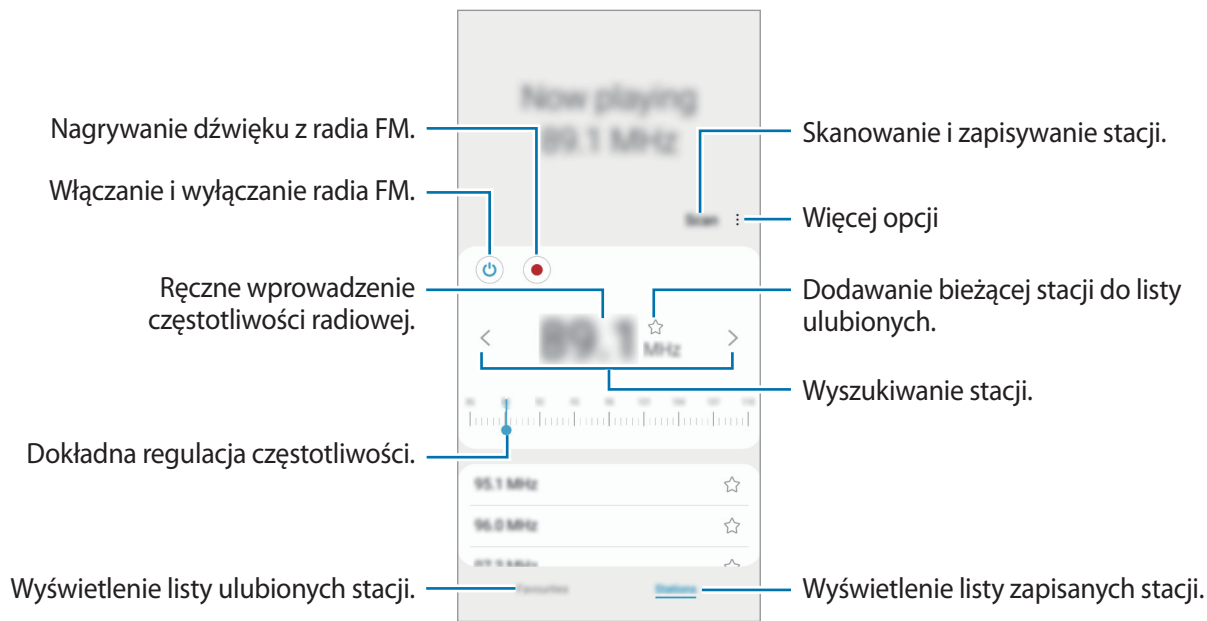 Now playing
89.1 MHz
Nagrywanie dźwięku z radia FM.
Skanowanie i zapisywanie stacji.
Włączanie i wyłączanie radia FM.
Scan
Więcej opcji
Ręczne wprowadzenie
częstotliwości radiowej.
Dodawanie bieżącej stacji do listy
ulubionych.
89.1
MHz
Wyszukiwanie stacji.
Dokładna regulacja częstotliwości.
95.1 MHz
96.0 MHz
Wyświetlenie listy ulubionych stacji.
Favourites
Stations
Wyświetlenie listy zapisanych stacji.